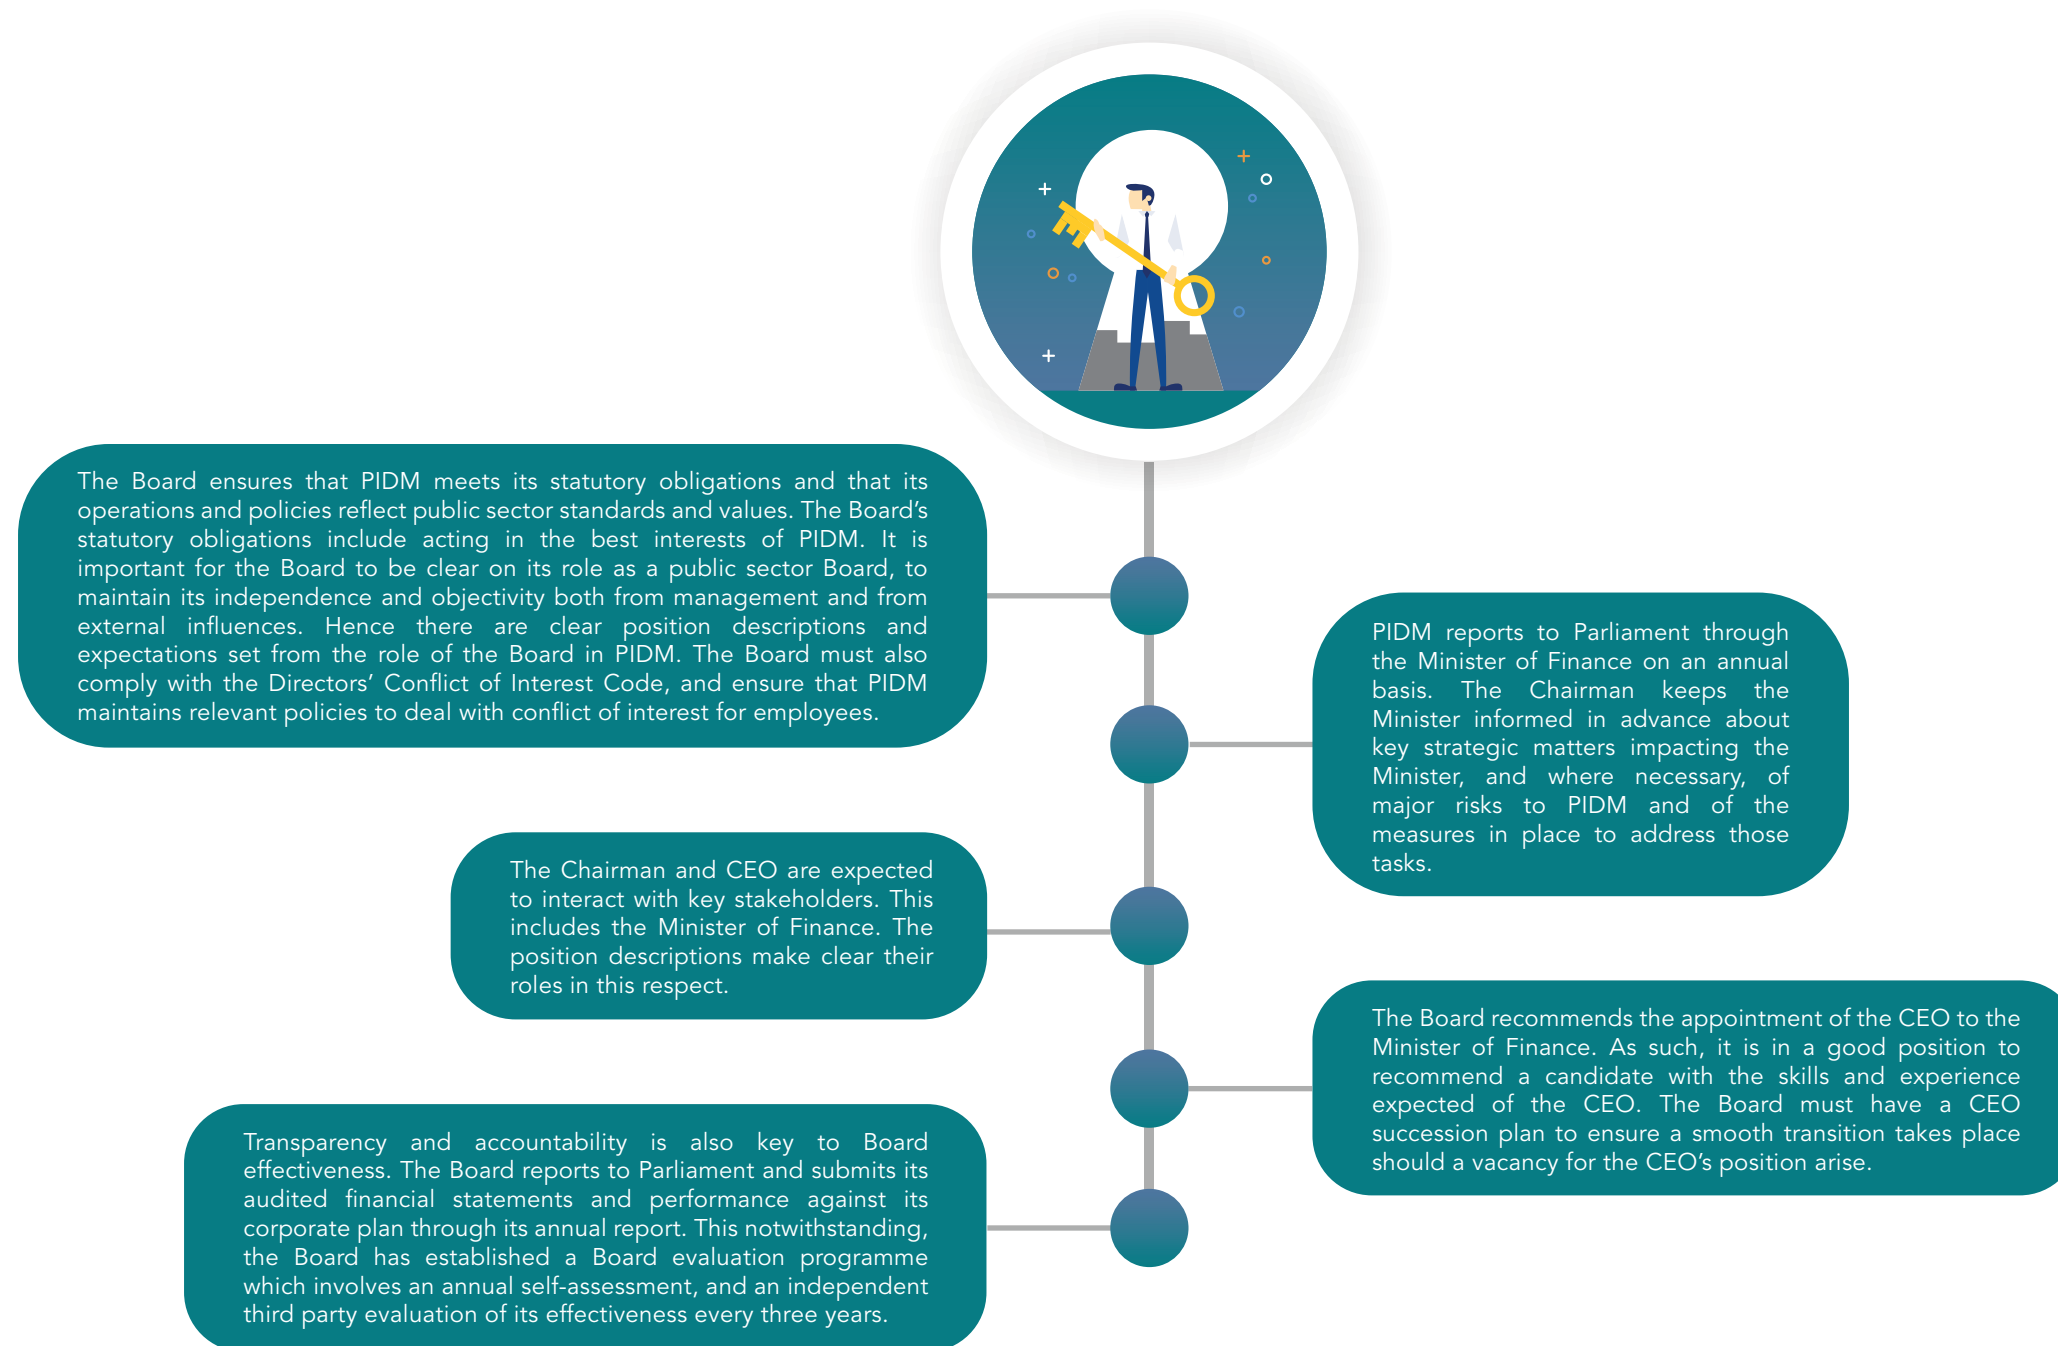 The Board ensures that PIDM meets its statutory obligations and that its
operations and policies reflect public sector standards and values. The Board’s
statutory obligations include acting in the best interests of PIDM. It is
important for the Board to be clear on its role as a public sector Board, to
maintain its independence and objectivity both from management and from
external influences. Hence there are clear position descriptions and
expectations set from the role of the Board in PIDM. The Board must also
comply with the Directors’ Conflict of Interest Code, and ensure that PIDM
maintains relevant policies to deal with conflict of interest for employees.
PIDM reports to Parliament through
the Minister of Finance on an annual
basis. The Chairman keeps the
Minister informed in advance about
key strategic matters impacting the
Minister, and where necessary, of
major risks to PIDM and of the
measures in place to address those
tasks.
The Chairman and CEO are expected
to interact with key stakeholders. This
includes the Minister of Finance. The
position descriptions make clear their
roles in this respect.
The Board recommends the appointment of the CEO to the
Minister of Finance. As such, it is in a good position to
recommend a candidate with the skills and experience
expected of the CEO. The Board must have a CEO
succession plan to ensure a smooth transition takes place
should a vacancy for the CEO’s position arise.
Transparency and accountability is also key to Board
effectiveness. The Board reports to Parliament and submits its
audited financial statements and performance against its
corporate plan through its annual report. This notwithstanding,
the Board has established a Board evaluation programme
which involves an annual self-assessment, and an independent
third party evaluation of its effectiveness every three years.